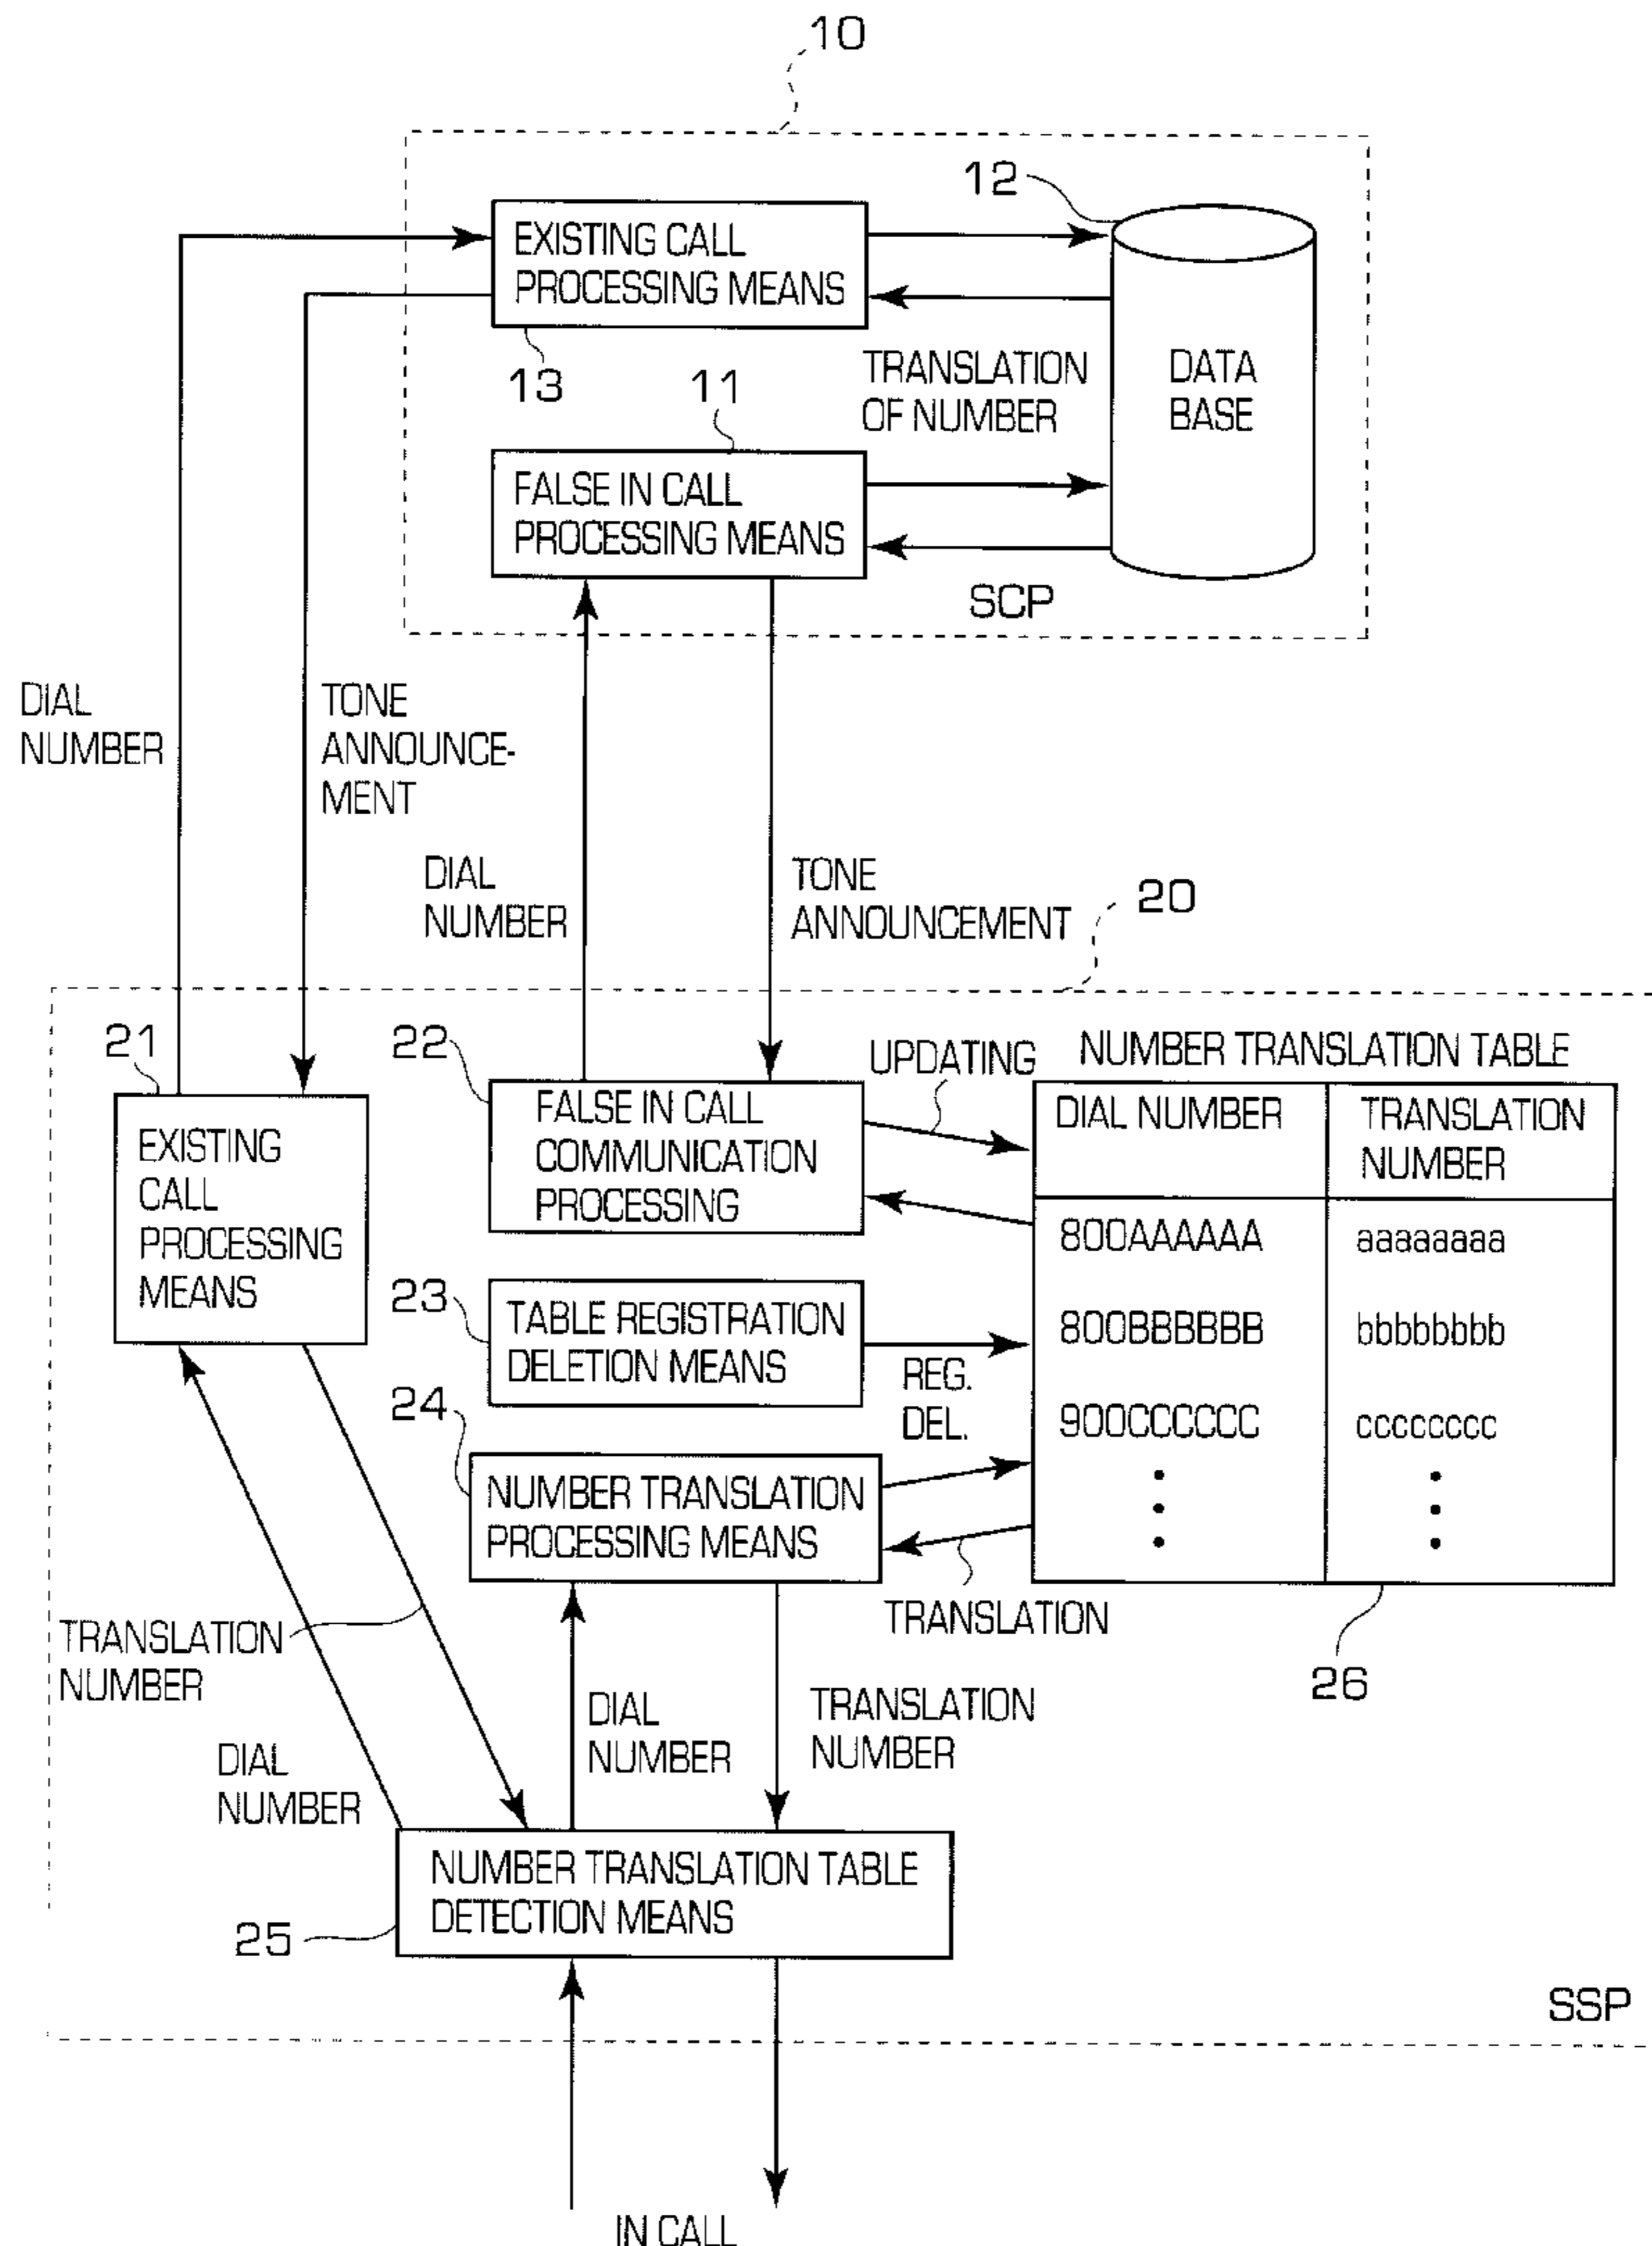 10
12
EXISTING CALL
PROCESSING MEANS
13
11
TRANSLATION
OF NUMBER
DATA
BASE
FALSE IN CALL
PROCESSING MEANS
SCP
DIAL
NUMBER
TONE
ANNOUNCE-
MENT
DIAL
NUMBER
TONE
ANNOUNCEMENT
20
21
22
UPDATING
NUMBER TRANSLATION TABLE
EXISTING
CALL
PROCESSING
MEANS
FALSE IN CALL
COMMUNICATION
PROCESSING
DIAL NUMBER
TRANSLATION
NUMBER
800AAAAAA
aaaaaaaa
800BBBBBB
bbbbbbbb
900CCCCCC
cccccccc
23
TABLE REGISTRATION
DELETION MEANS
REG.
DEL.
24
NUMBER TRANSLATION
PROCESSING MEANS
TRANSLATION
26
TRANSLATION
NUMBER
DIAL
NUMBER
DIAL
NUMBER
TRANSLATION
NUMBER
NUMBER TRANSLATION TABLE
DETECTION MEANS
25
SSP
IN CALL